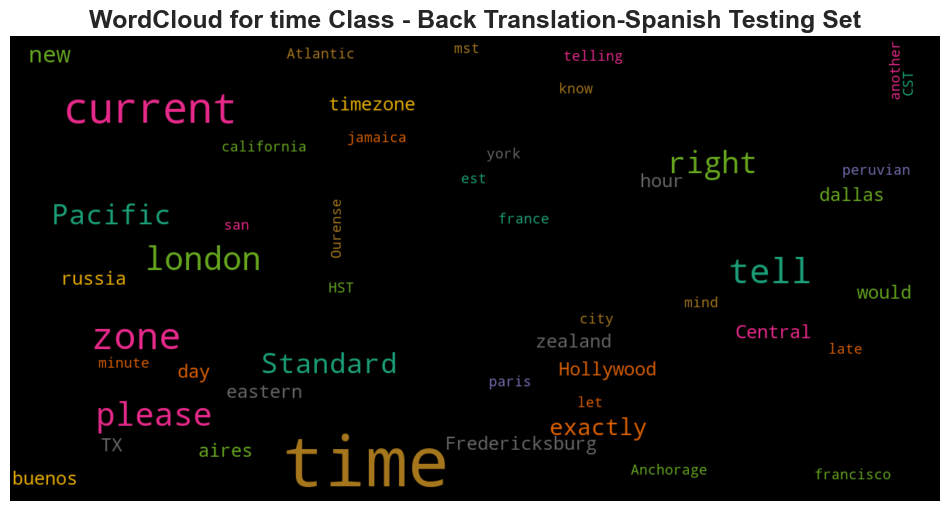 WordCloud for time Class - Back Translation-Spanish Testing Set
new
Atlantic
mst
telling
another
CST
know
current
timezone
jamaica
california
york
right
hour
est
peruvian
dallas
Pacific
san
Ourense
france
london
russia
HST
tell
would
mind
city
zone
zealand
Central
late
minute
day
Standard
Hollywood
eastern
paris
let
please
exactly
TX
aires
time
Fredericksburg
Anchorage
francisco
buenos